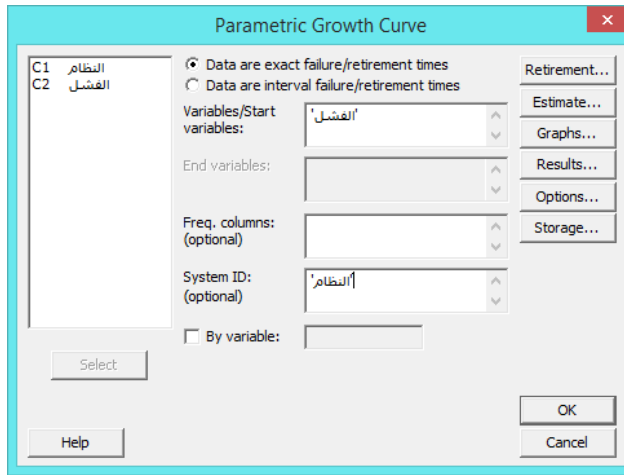 Parametric Growth Curve
C1 النظام
C2 الفشل
Data are exact failure/retirement times
Data are interval failure/retirement times
Variables/Start
variables:
'الفشل'
End variables:
Freq. columns:
(optional)
System ID:
(optional)
'النظام'
By variable:
Retirement...
Estimate...
Graphs...
Results...
Options...
Storage...
Select
Help
OK
Cancel